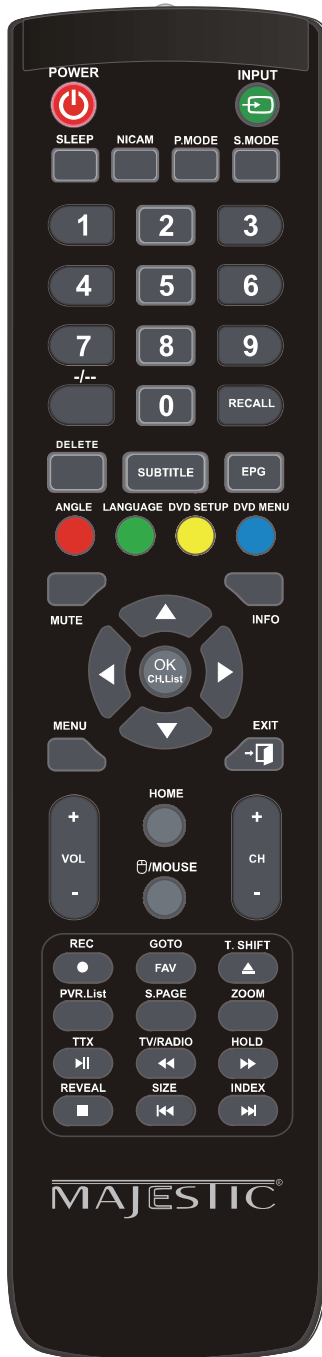 POWER INPUT
SLEEP NICAM P.MODE S.MODE
1 2 3
4 5 6
7 8 9
-/--
0 RECALL
DELETE
SUBTITLE EPG
ANGLE LANGUAGE DVD SETUP DVD MENU
MUTE INFO
OK
CH.List
MENU EXIT
HOME
+ +
VOL CH
- -
/MOUSE
REC GOTO T. SHIFT
FAV
PVR.List S.PAGE ZOOM
TTX TV/RADIO HOLD
REVEAL SIZE INDEX
MAJESTIC®